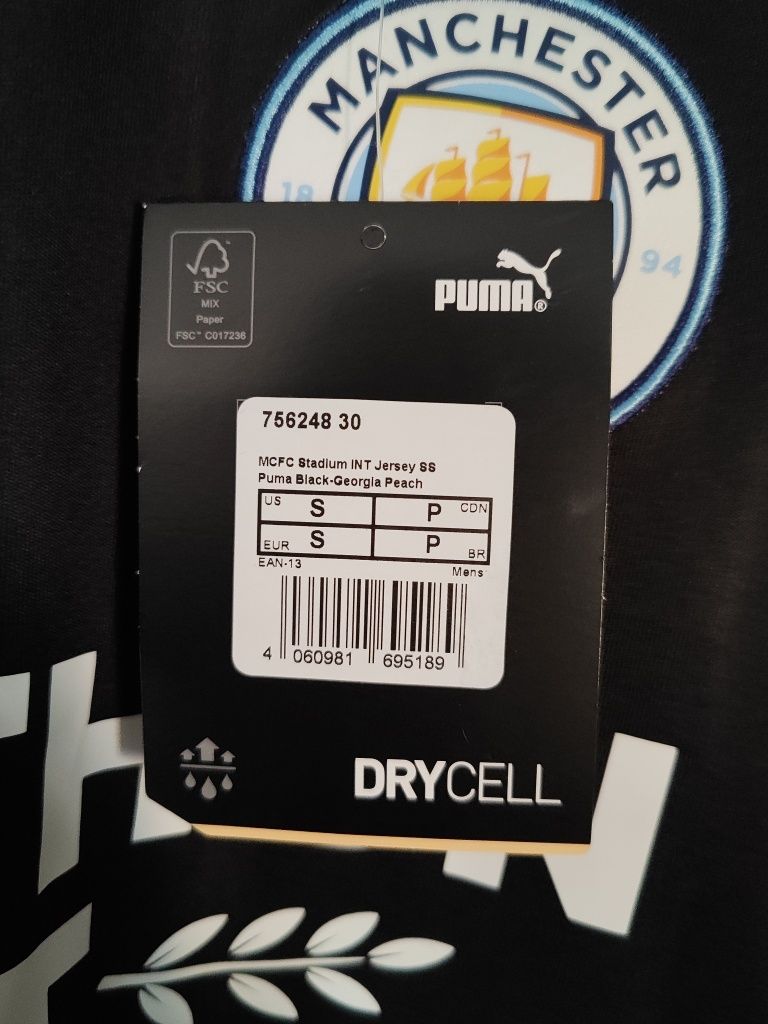 MANCHESTER
18 94
FSC
MIX
Paper
FSC™ C017236
PUMA®
756248 30
MCFC Stadium INT Jersey SS
Puma Black-Georgia Peach
US S P CDN
EUR S P BR
EAN-13 Mens
4 060981 695189
DRYCELL